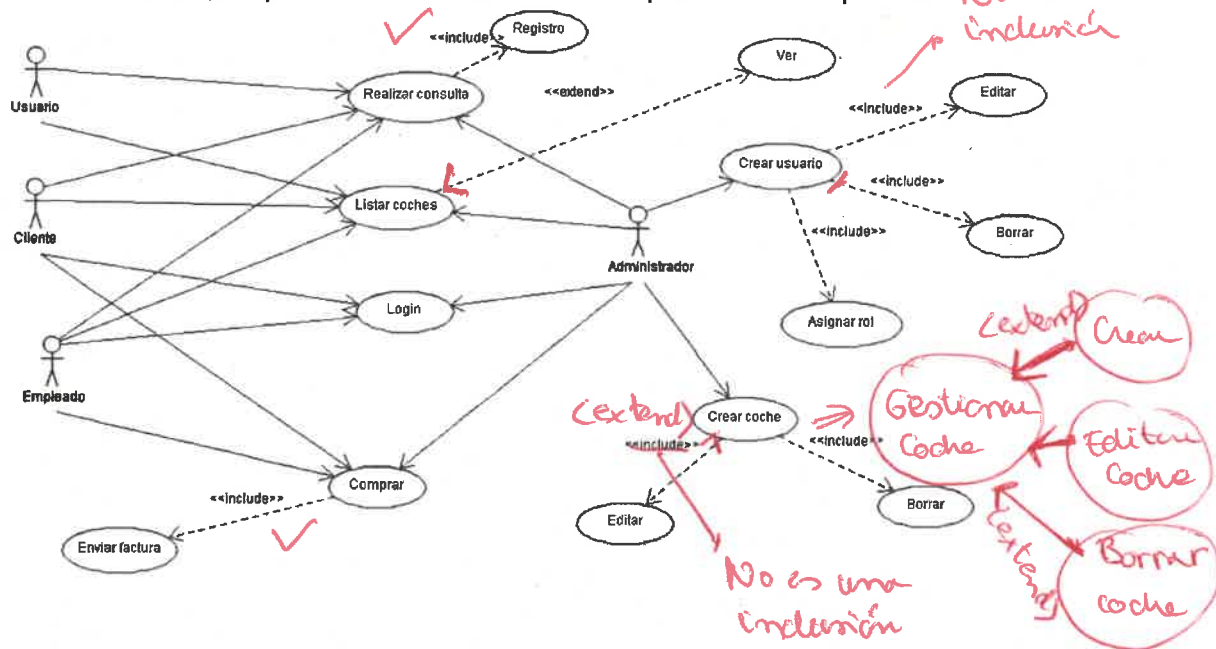 Registro
<<include>>
inclusión
Ver
Usuario
Realizar consulta
<<extend>>
Editar
<<include>>
Crear usuario
<<include>>
Cliente
Listar coches
<<include>>
Borrar
Administrador
Login
Asignar rol
<extend>
Crear
Empleado
<extend>
Crear coche
Gestionar
Coche
<<include>>
<<include>>
Editar
Coche
Comprar
<<include>>
Editar
Borrar
<extend>
Borrar
coche
Enviar factura
No es una
inclusión